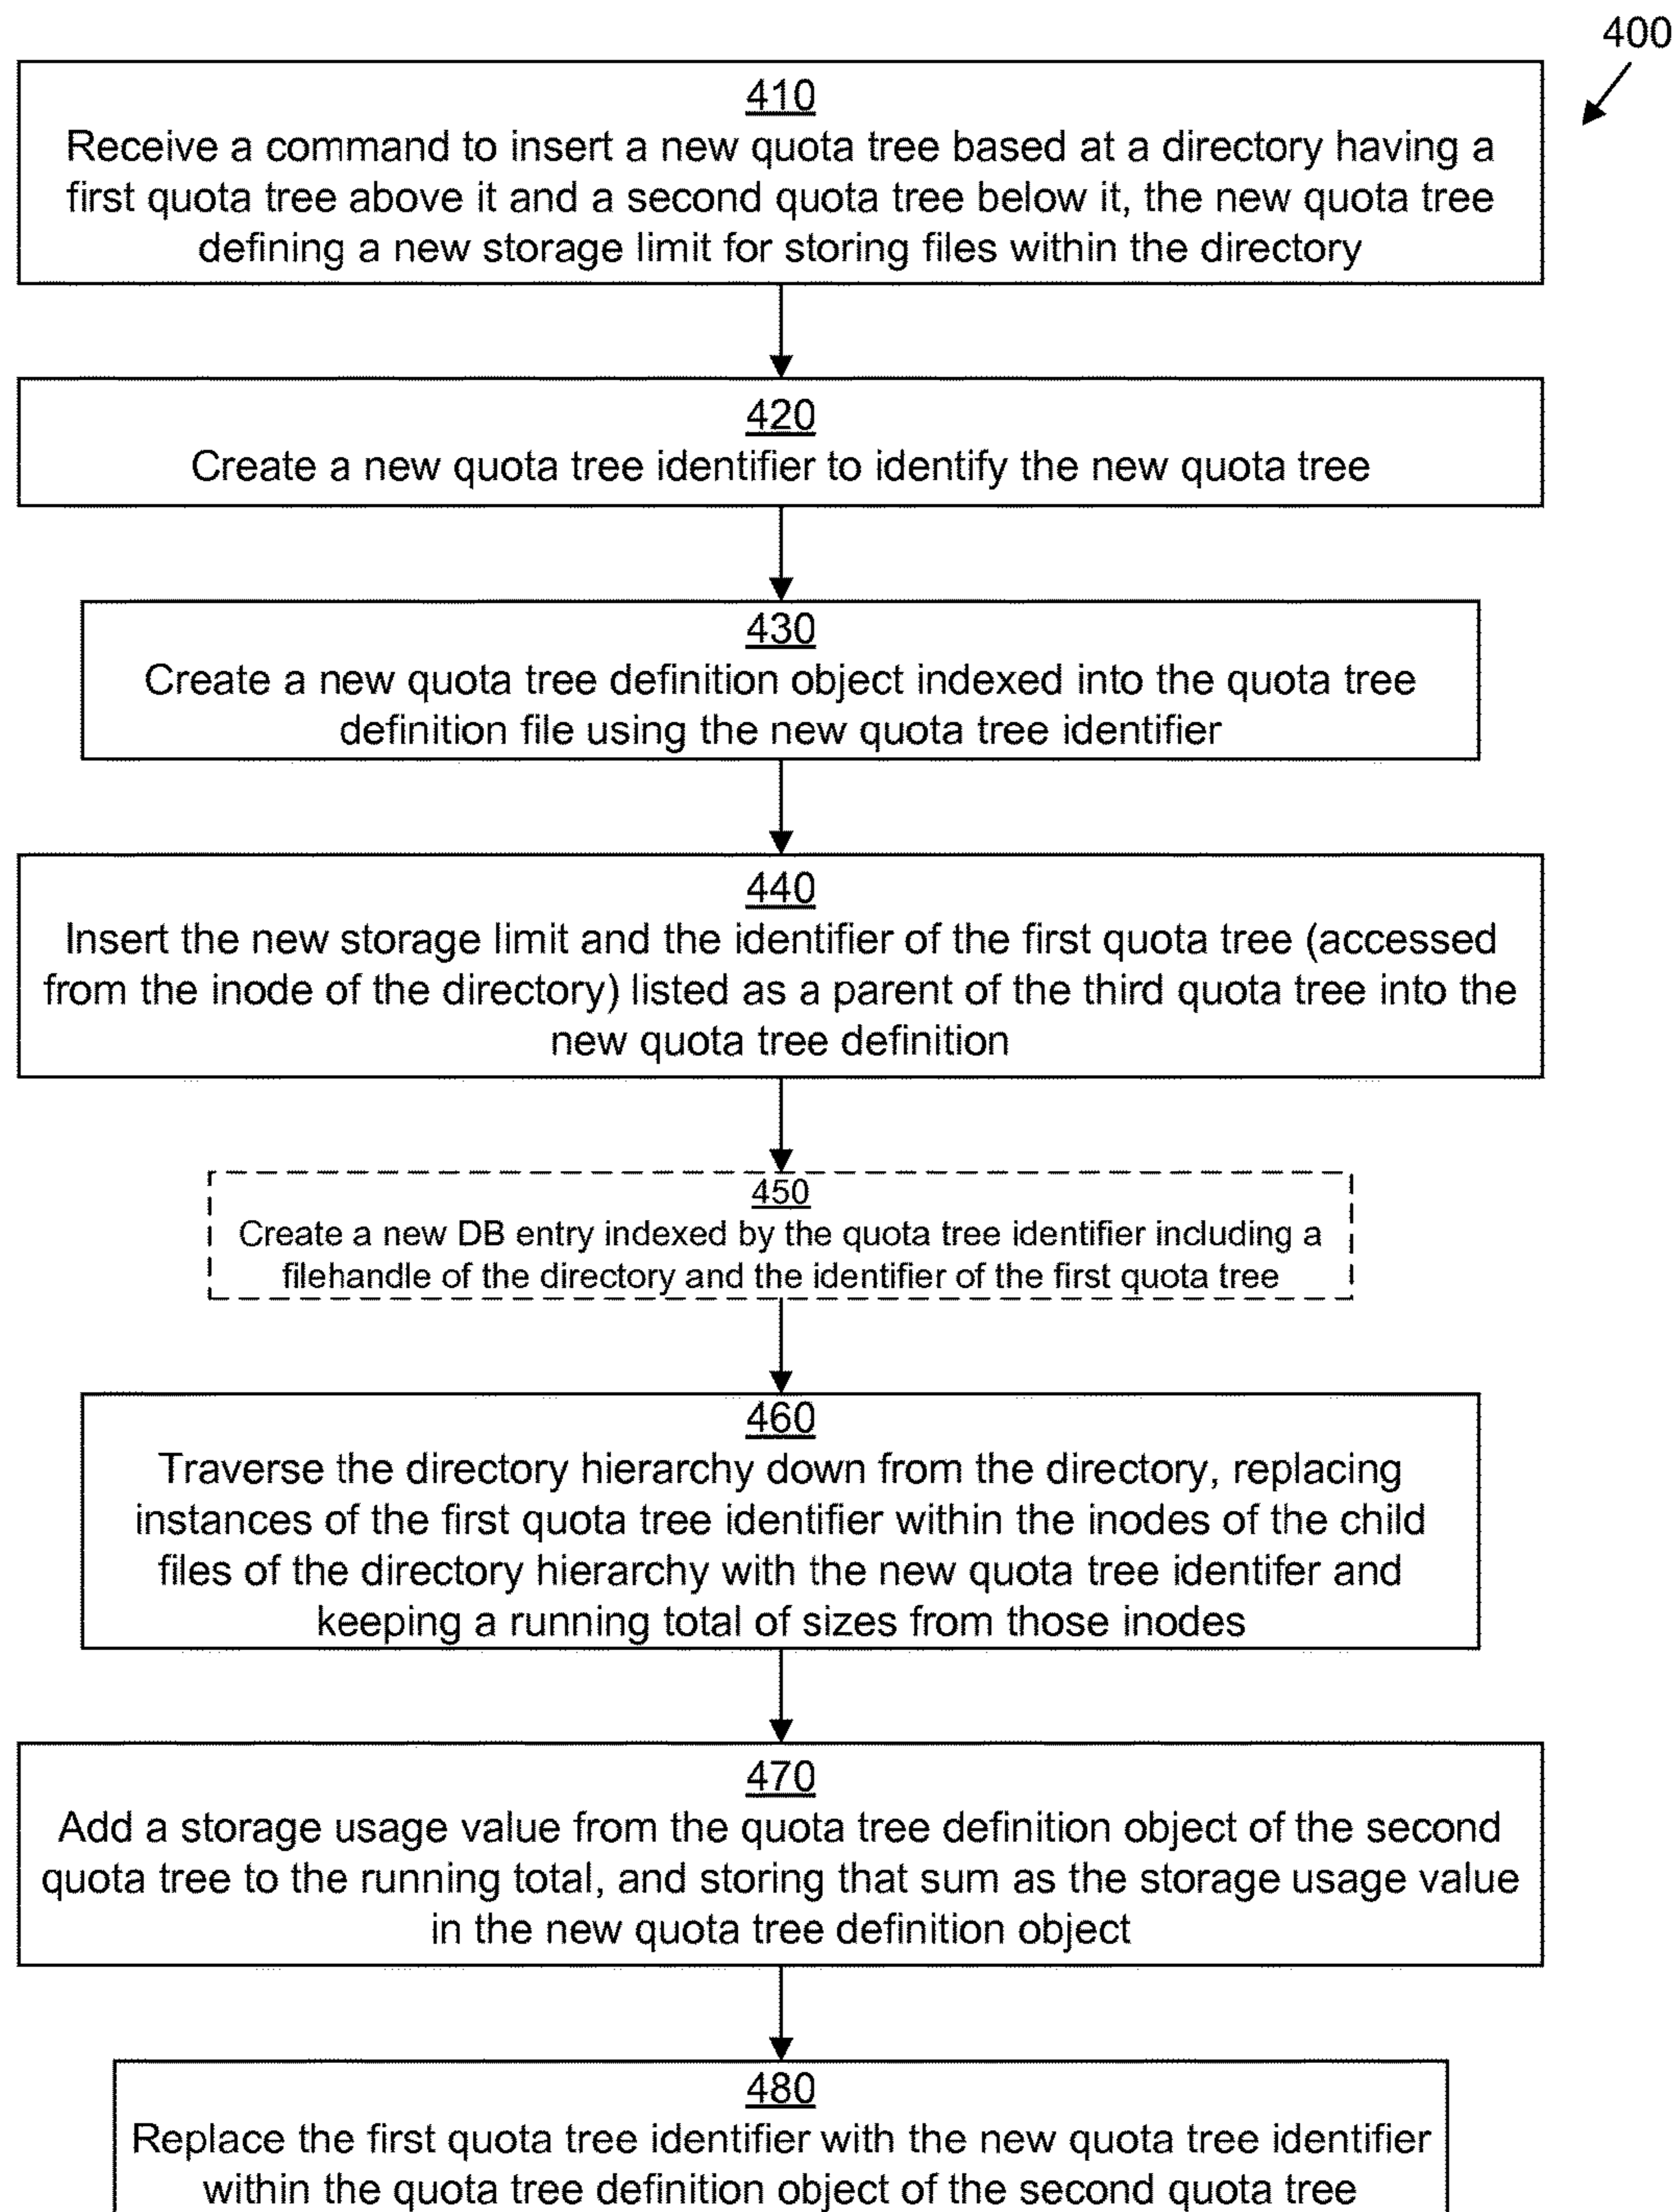 400
410
Receive a command to insert a new quota tree based at a directory having a
first quota tree above it and a second quota tree below it, the new quota tree
defining a new storage limit for storing files within the directory
420
Create a new quota tree identifier to identify the new quota tree
430
Create a new quota tree definition object indexed into the quota tree
definition file using the new quota tree identifier
440
Insert the new storage limit and the identifier of the first quota tree (accessed
from the inode of the directory) listed as a parent of the third quota tree into the
new quota tree definition
450
Create a new DB entry indexed by the quota tree identifier including a
filehandle of the directory and the identifier of the first quota tree
460
Traverse the directory hierarchy down from the directory, replacing
instances of the first quota tree identifier within the inodes of the child
files of the directory hierarchy with the new quota tree identifer and
keeping a running total of sizes from those inodes
470
Add a storage usage value from the quota tree definition object of the second
quota tree to the running total, and storing that sum as the storage usage value
in the new quota tree definition object
480
Replace the first quota tree identifier with the new quota tree identifier
within the quota tree definition object of the second quota tree